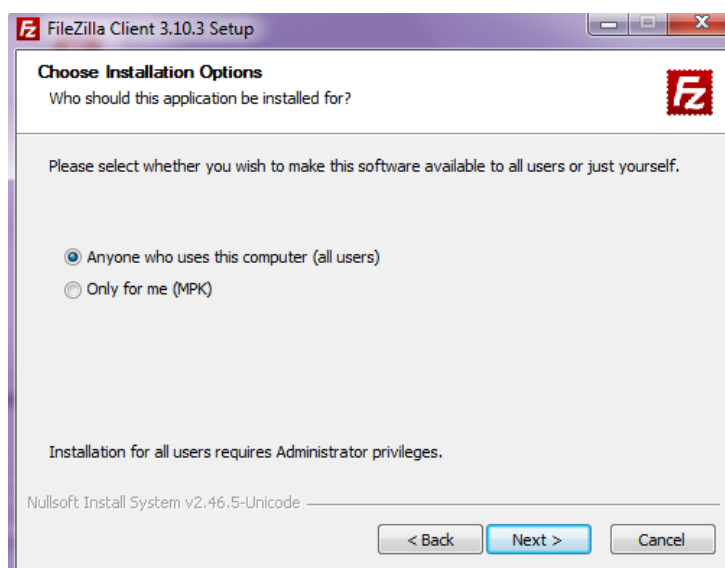 FileZilla Client 3.10.3 Setup
Choose Installation Options
Who should this application be installed for?
Fz
Please select whether you wish to make this software available to all users or just yourself.
Anyone who uses this computer (all users)
Only for me (MPK)
Installation for all users requires Administrator privileges.
Nullsoft Install System v2.46.5-Unicode
< Back Next > Cancel